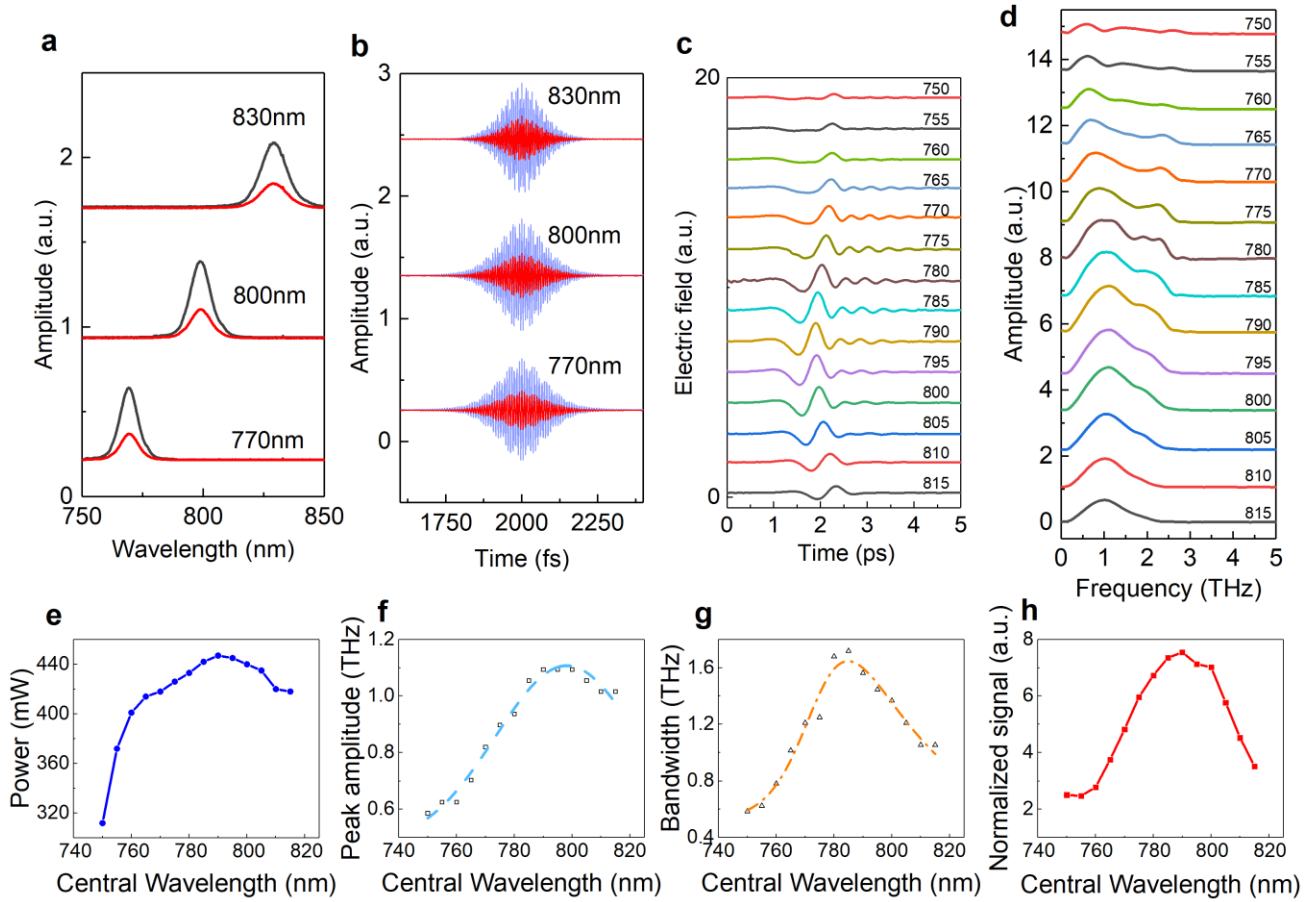 a
830nm
800nm
770nm
Amplitude (a.u.)
2
1
0
750
800
850
Wavelength (nm)
b
830nm
800nm
770nm
Amplitude (a.u.)
3
2
1
0
1750
2000
2250
Time (fs)
c
Electric field (a.u.)
20
0
750
755
760
765
770
775
780
785
790
795
800
805
810
815
0 1 2 3 4 5
Time (ps)
d
Amplitude (a.u.)
14
12
10
8
6
4
2
0
750
755
760
765
770
775
780
785
790
795
800
805
810
815
0 1 2 3 4 5
Frequency (THz)
e
Power (mW)
440
400
360
320
740 760 780 800 820
Central Wavelength (nm)
f
Peak amplitude (THz)
1.2
1.0
0.8
0.6
740 760 780 800 820
Central Wavelength (nm)
g
Bandwidth (THz)
1.6
1.2
0.8
0.4
740 760 780 800 820
Central Wavelength (nm)
h
Normalized signal (a.u.)
8
6
4
2
740 760 780 800 820
Central Wavelength (nm)